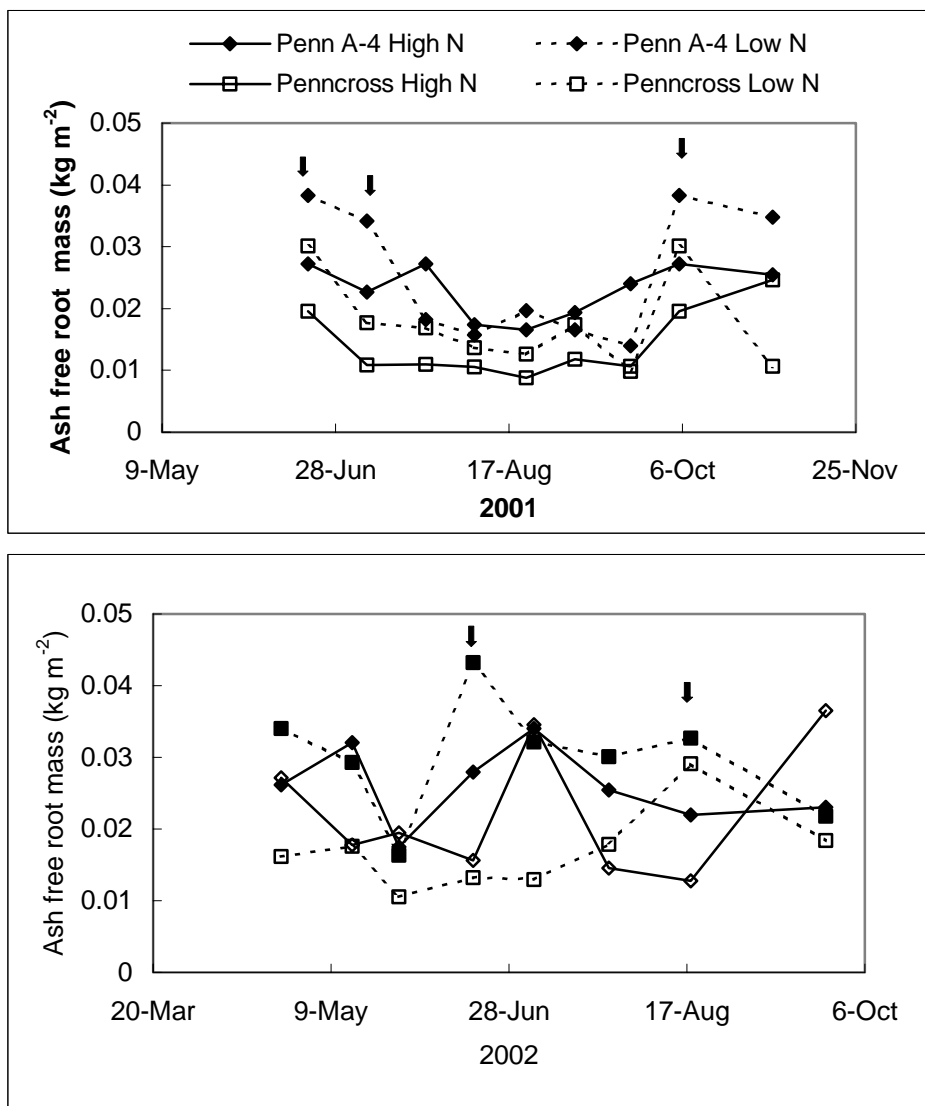 Penn A-4 High N
Penn A-4 Low N
Penncross High N
Penncross Low N
Ash free root mass (kg m⁻²)
0.05
0.04
0.03
0.02
0.01
0
9-May 28-Jun 17-Aug 6-Oct 25-Nov
2001
Ash free root mass (kg m⁻²)
0.05
0.04
0.03
0.02
0.01
0
20-Mar 9-May 28-Jun 17-Aug 6-Oct
2002